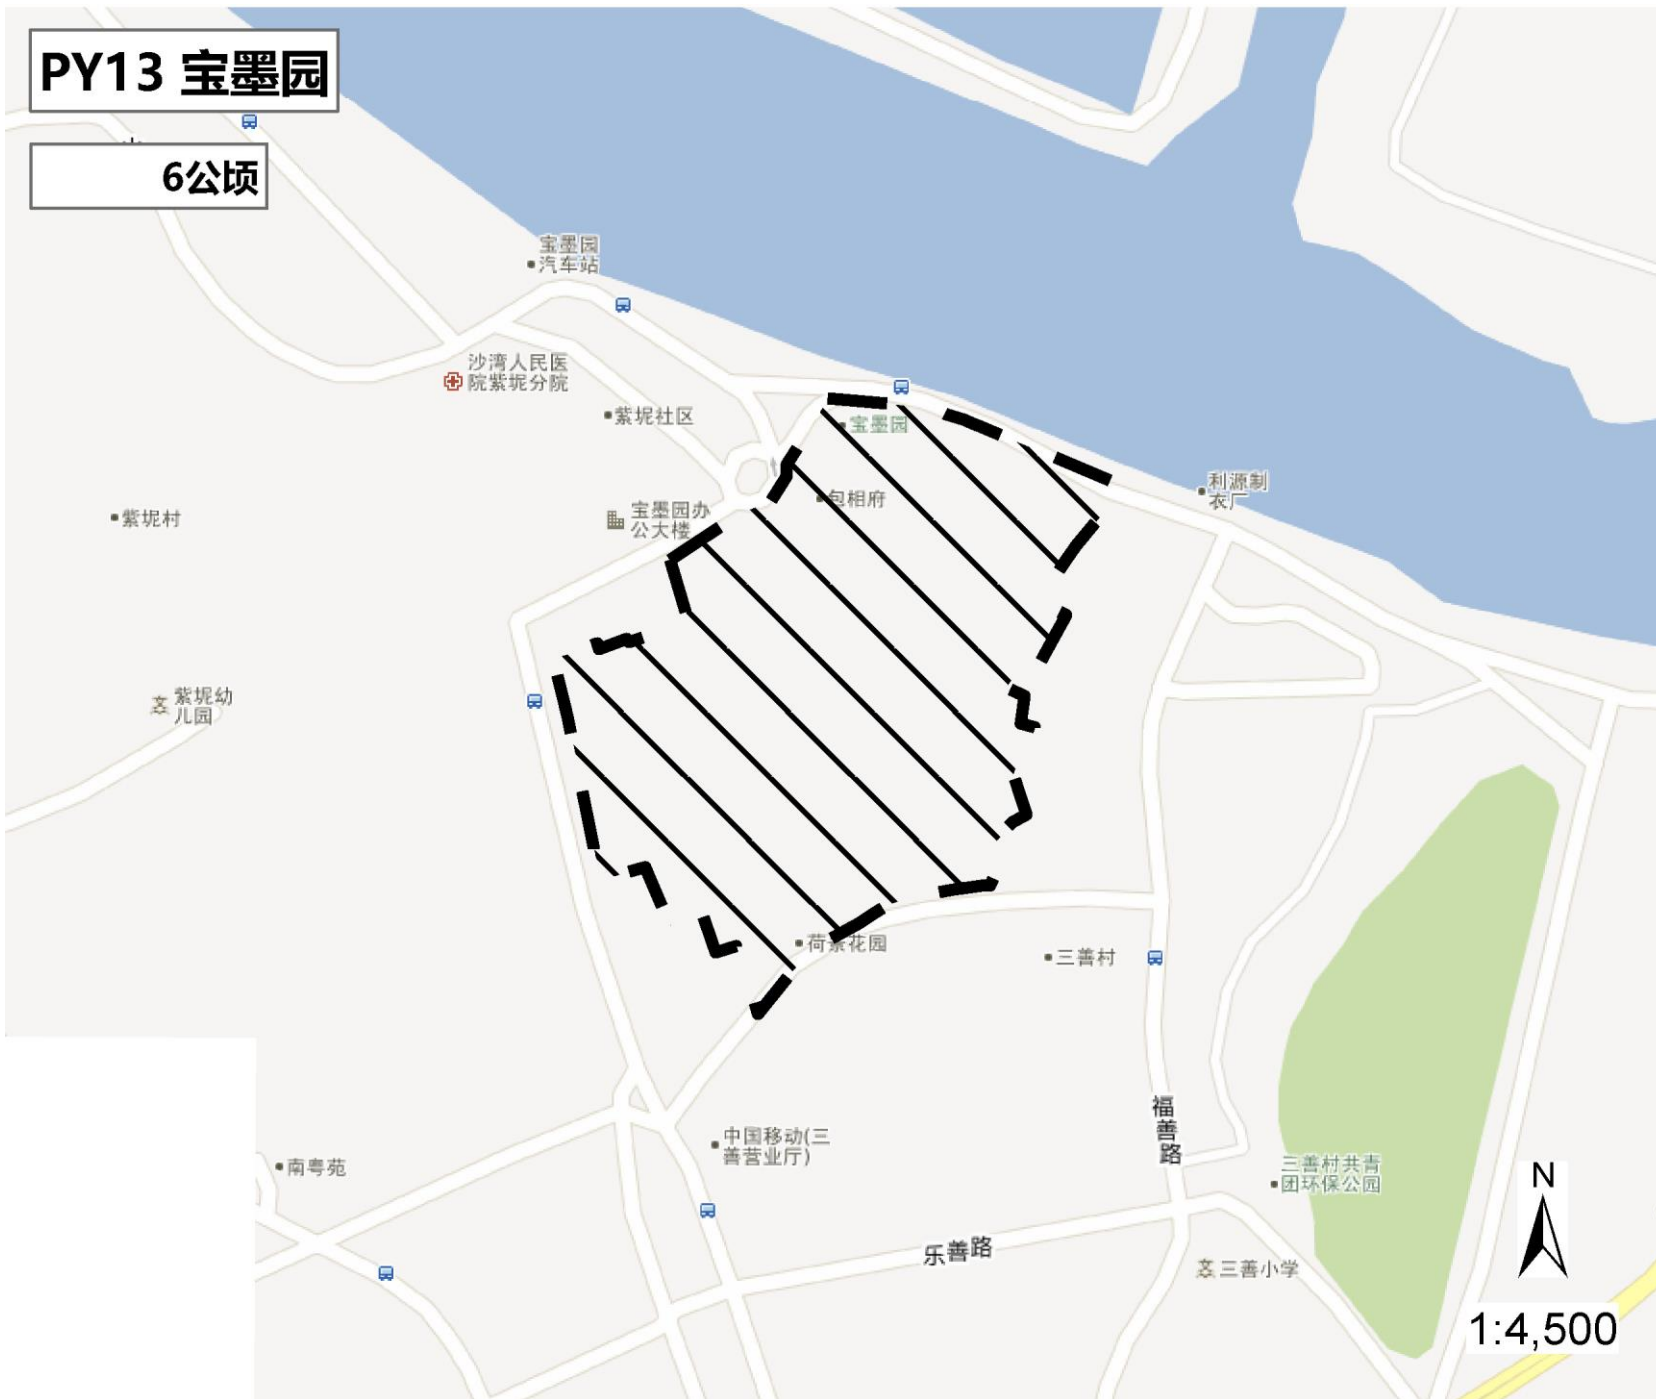 PY13 宝墨园
6公顷
宝墨园
汽车站
沙湾人民医
院紫坭分院
紫坭社区
宝墨园
包相府
利源制
衣厂
宝墨园办
公大楼
紫坭村
紫坭幼
儿园
荷景花园
三善村
福善路
中国移动(三
善营业厅)
南粤苑
三善村共青
团环保公园
N
乐善路
三善小学
1:4,500